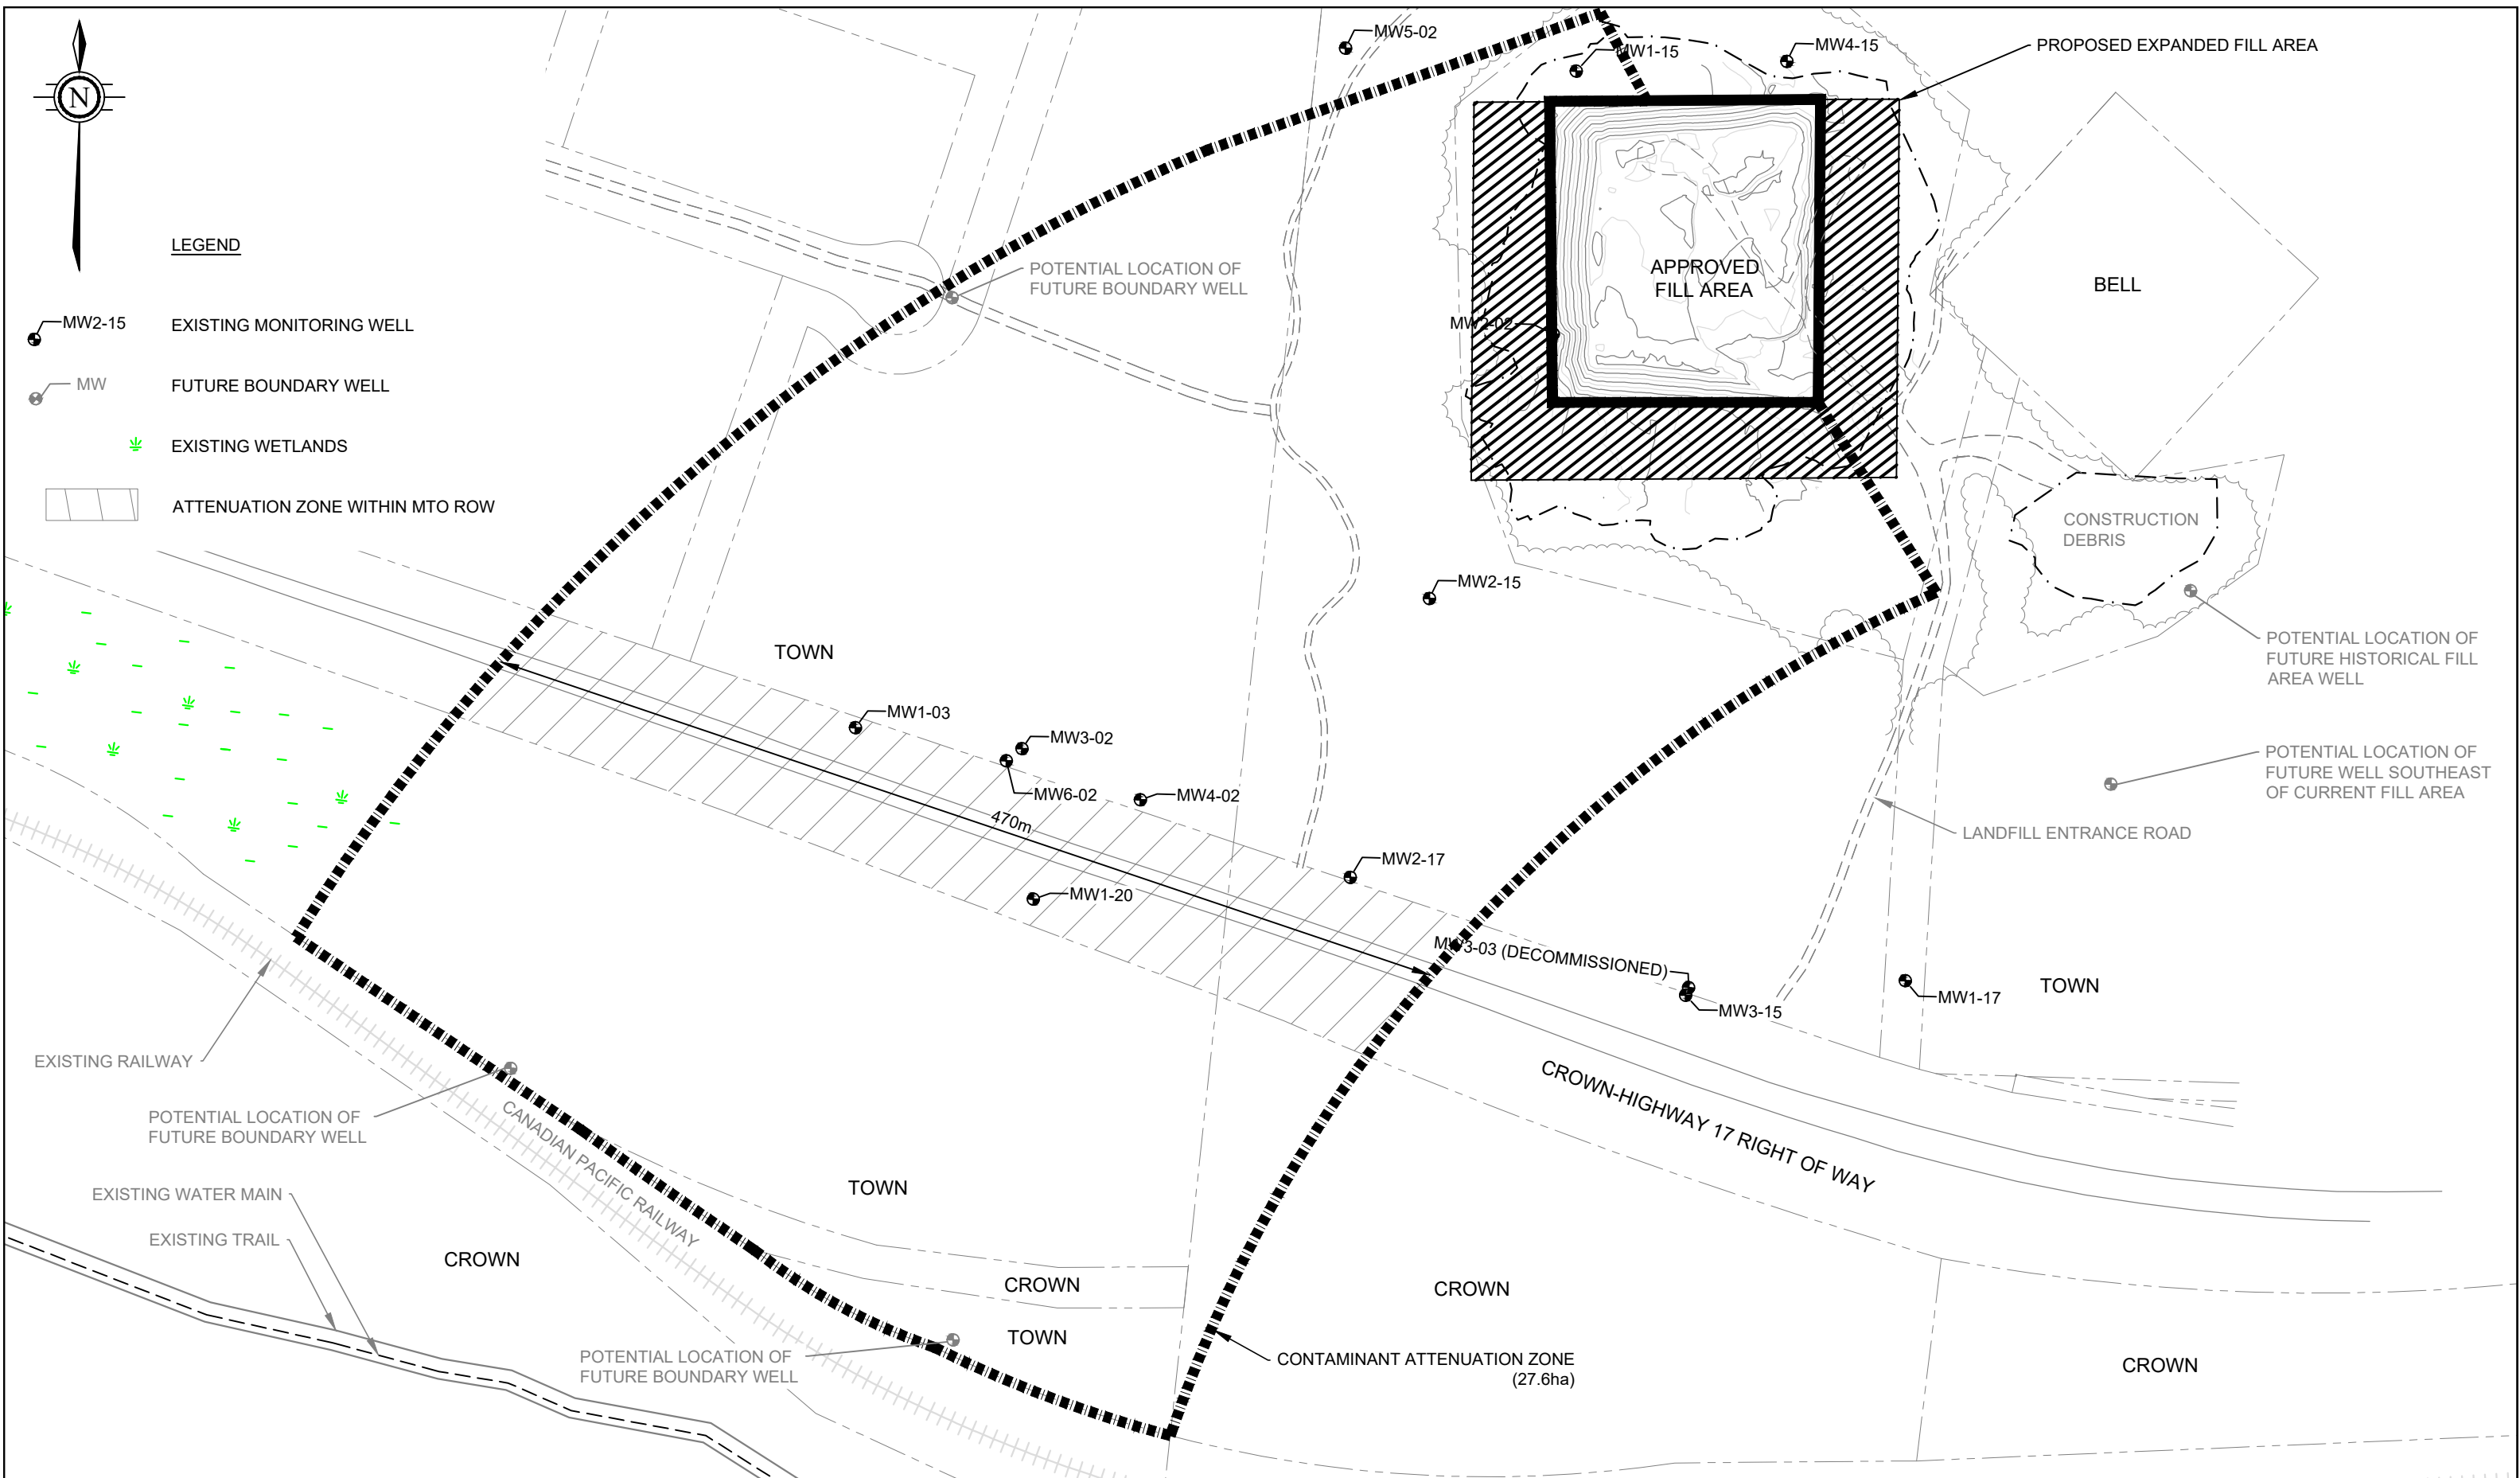 N
LEGEND
MW2-15
EXISTING MONITORING WELL
MW
FUTURE BOUNDARY WELL
EXISTING WETLANDS
ATTENUATION ZONE WITHIN MTO ROW
MW5-02
MW1-15
MW4-15
PROPOSED EXPANDED FILL AREA
POTENTIAL LOCATION OF
FUTURE BOUNDARY WELL
APPROVED
FILL AREA
BELL
MW2-02
CONSTRUCTION
DEBRIS
MW2-15
POTENTIAL LOCATION OF
FUTURE HISTORICAL FILL
AREA WELL
TOWN
MW1-03
MW3-02
MW6-02
MW4-02
470m
POTENTIAL LOCATION OF
FUTURE WELL SOUTHEAST
OF CURRENT FILL AREA
LANDFILL ENTRANCE ROAD
MW2-17
MW1-20
MW3-03 (DECOMMISSIONED)
MW3-15
MW1-17
TOWN
EXISTING RAILWAY
POTENTIAL LOCATION OF
FUTURE BOUNDARY WELL
CANADIAN PACIFIC RAILWAY
CROWN-HIGHWAY 17 RIGHT OF WAY
EXISTING WATER MAIN
EXISTING TRAIL
TOWN
CROWN
CROWN
CROWN
TOWN
POTENTIAL LOCATION OF
FUTURE BOUNDARY WELL
CONTAMINANT ATTENUATION ZONE
(27.6ha)
CROWN